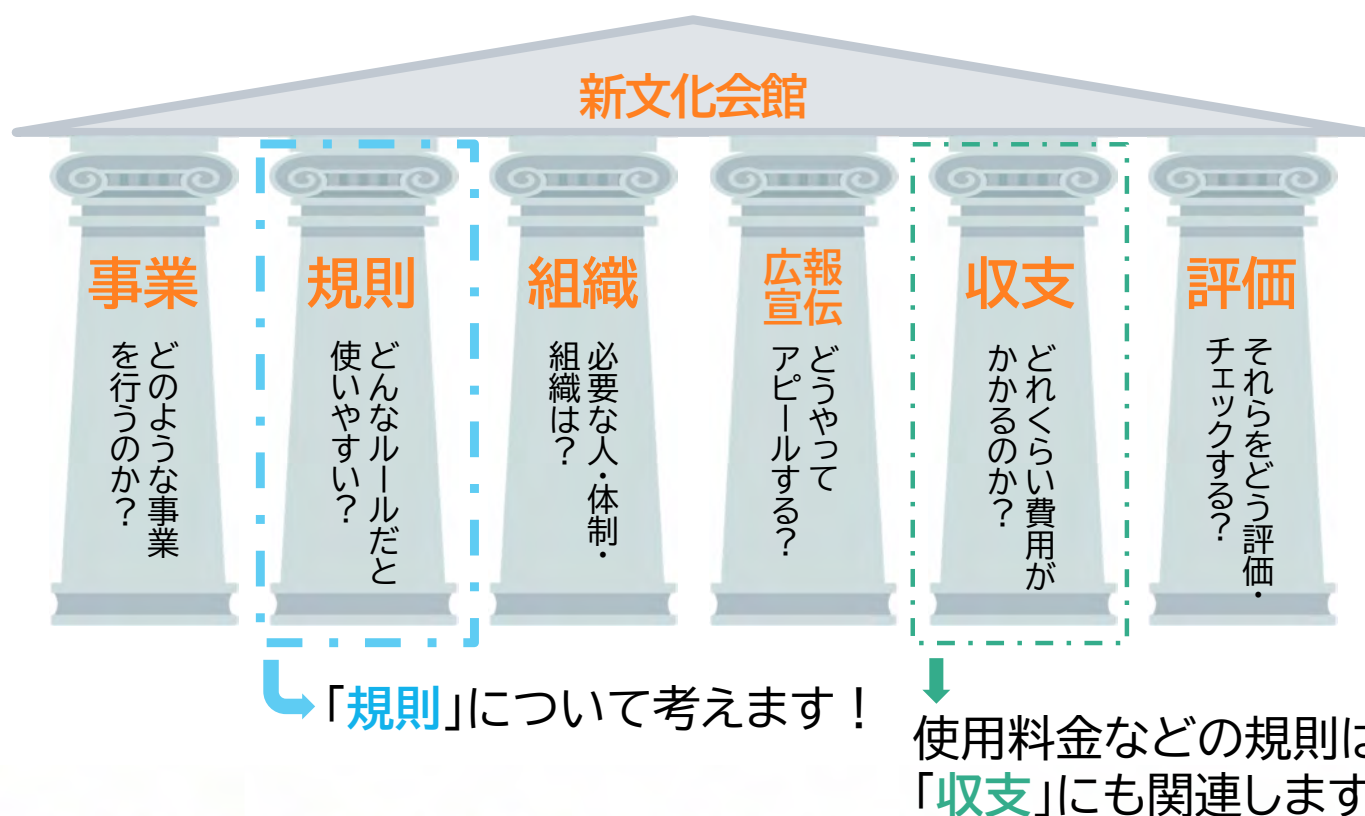 新文化会館
事業
どのような事業
を行うのか？
規則
どんなルールだと
使いやすい？
組織
必要な人・体制・
組織は？
広報
宣伝
どうやって
アピールする？
収支
どれくらい費用が
かかるのか？
評価
それらをどう評価・
チェックする？
「規則」について考えます！
使用料金などの規則は
「収支」にも関連します